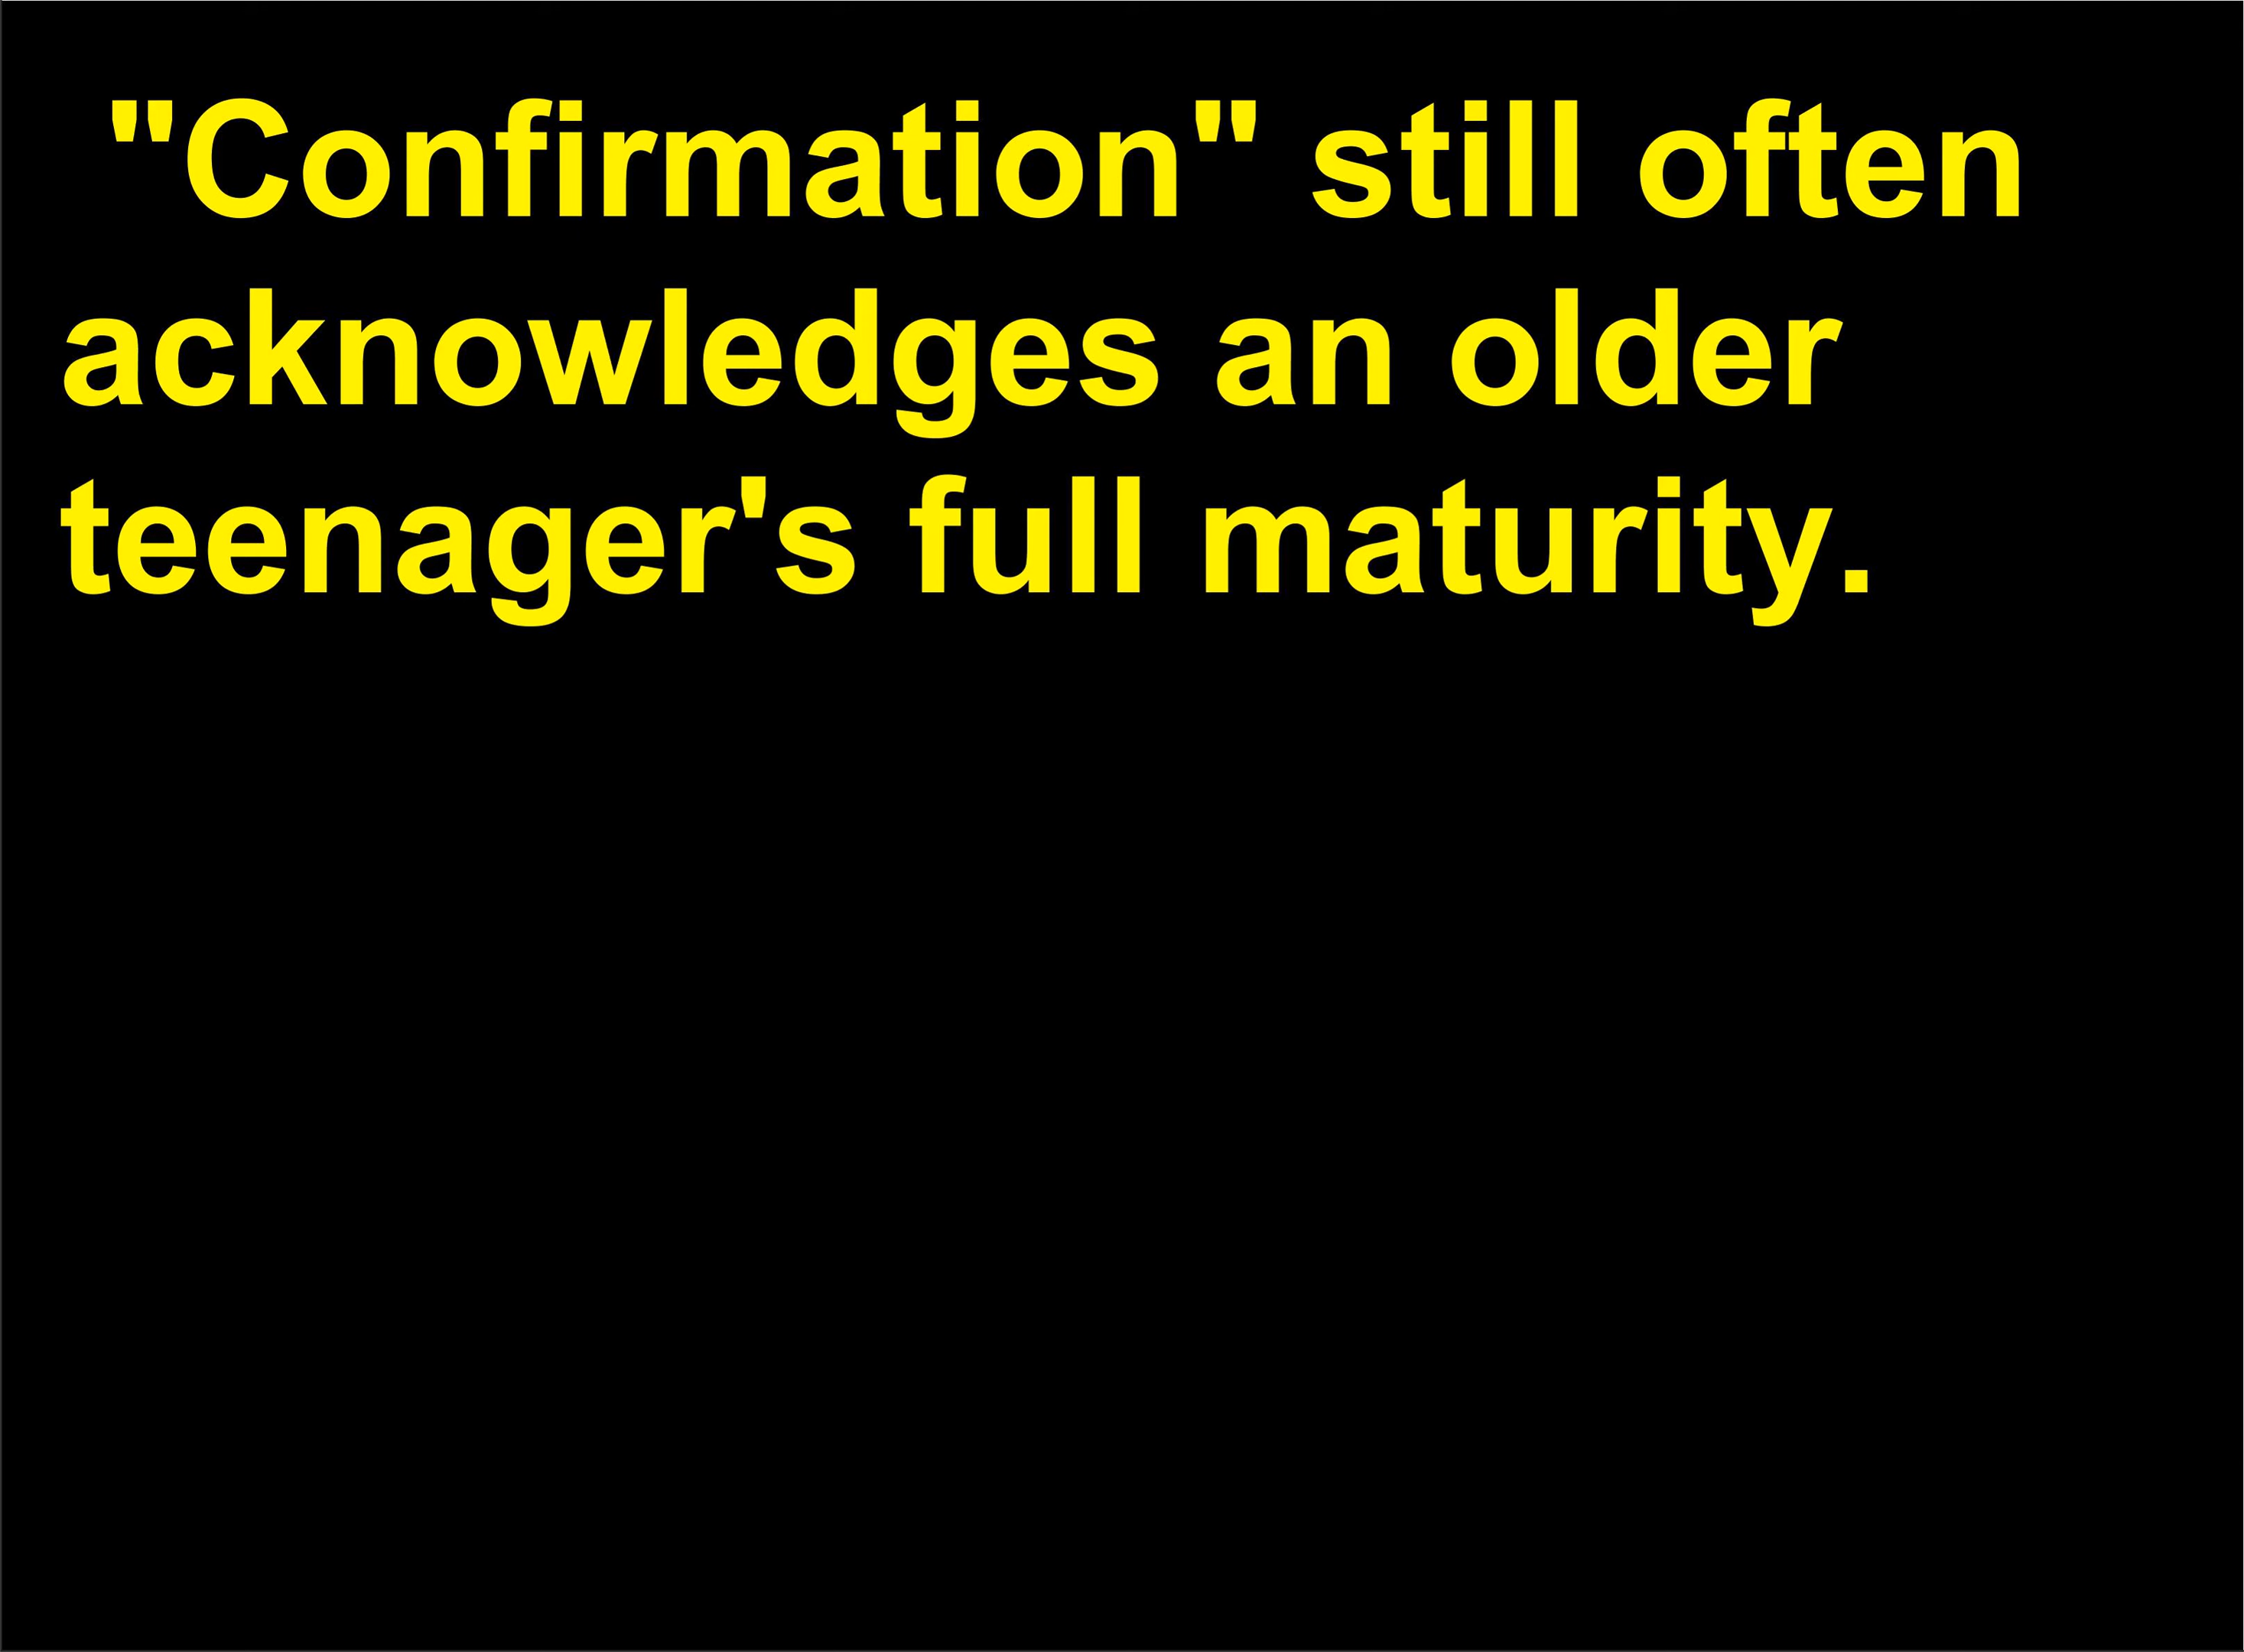 "Confirmation" still often
acknowledges an older
teenager's full maturity.